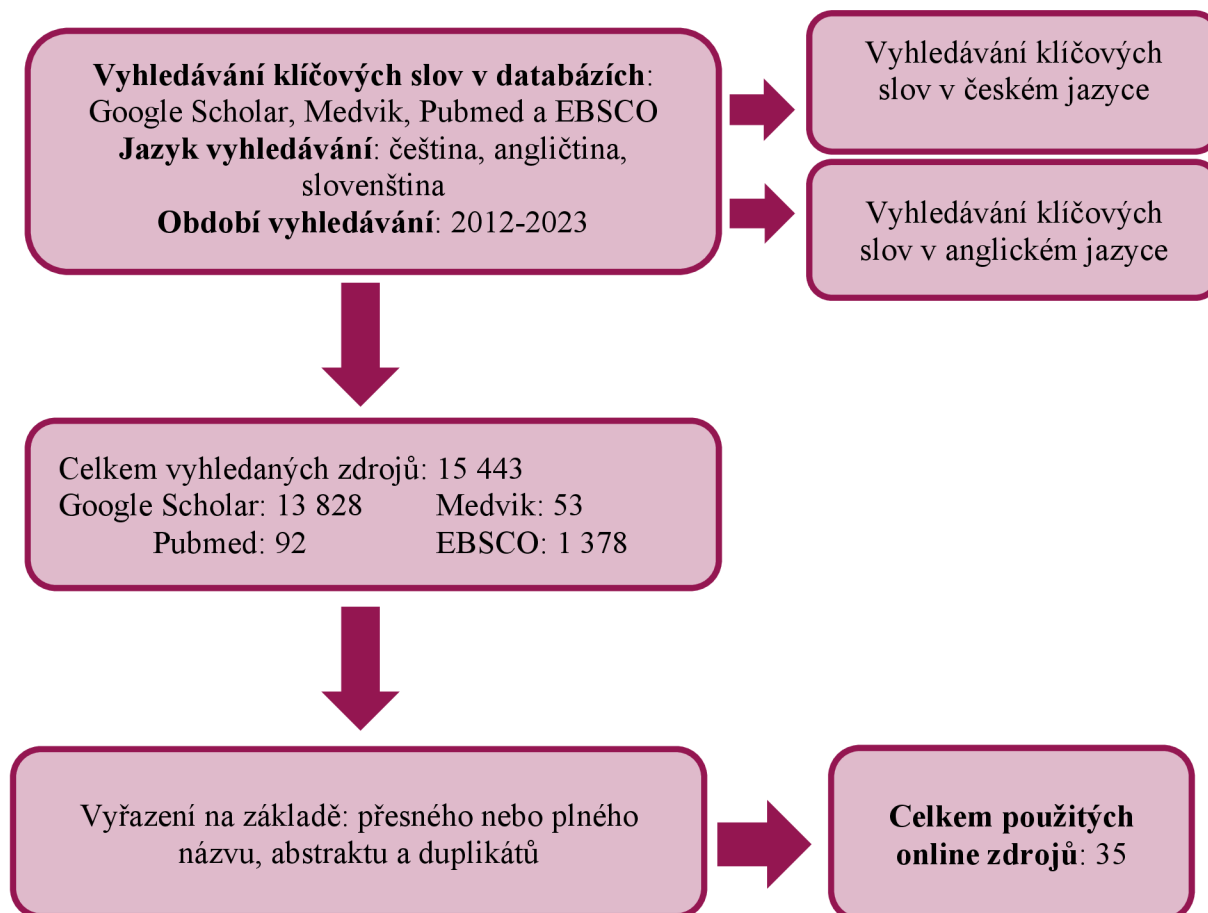 Vyhledávání klíčových slov v databázích:
Google Scholar, Medvik, Pubmed a EBSCO
Jazyk vyhledávání: čeština, angličtina,
slovenština
Období vyhledávání: 2012-2023
Vyhledávání klíčových
slov v českém jazyce
Vyhledávání klíčových
slov v anglickém jazyce
Celkem vyhledaných zdrojů: 15 443
Google Scholar: 13 828 Medvik: 53
Pubmed: 92 EBSCO: 1 378
Vyřazení na základě: přesného nebo plného
názvu, abstraktu a duplikátů
Celkem použitých
online zdrojů: 35